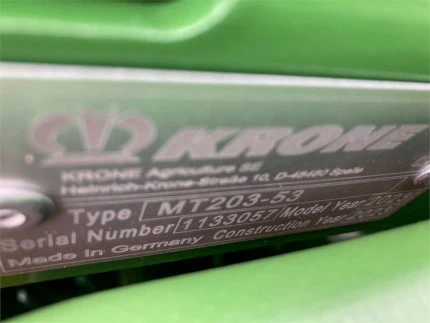 KRONE
KRONE Agriculture SE
Heinrich-Krone-Straße 10, D-48480 Spelle
Type MT203-53
Serial Number 1133057 Model Year 2023
Made in Germany Construction Year